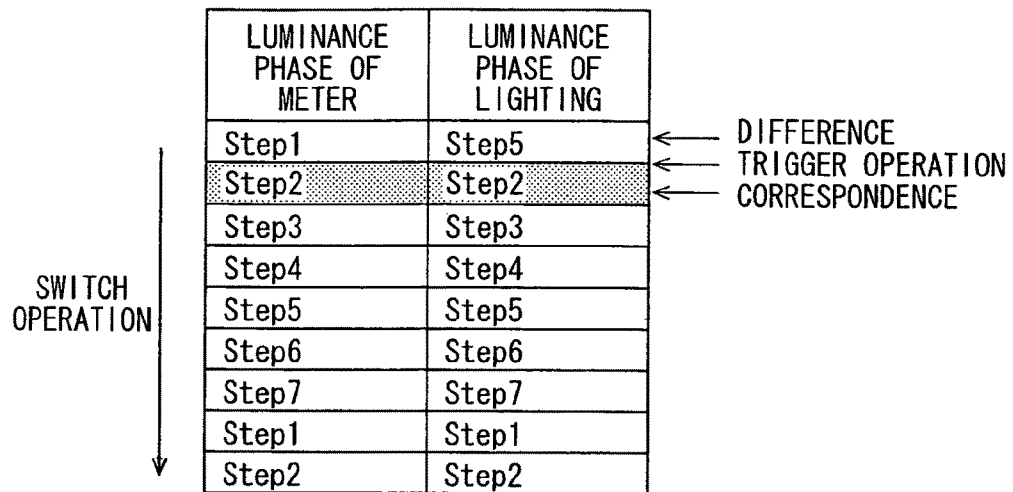 LUMINANCE PHASE OF METER
LUMINANCE PHASE OF LIGHTING
Step1 Step5
DIFFERENCE
TRIGGER OPERATION
Step2 Step2
CORRESPONDENCE
Step3 Step3
Step4 Step4
SWITCH
OPERATION
Step5 Step5
Step6 Step6
Step7 Step7
Step1 Step1
Step2 Step2